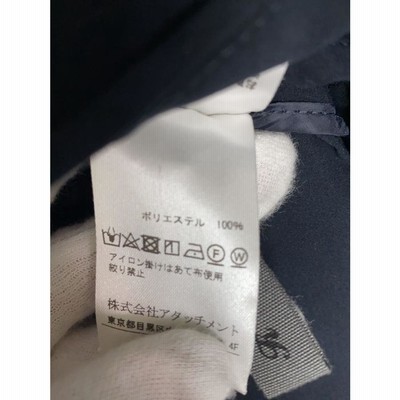 ポリエステル 100%
F W
アイロン掛けはあて布使用
絞り禁止
株式会社アタッチメント
東京都目黒区 4F